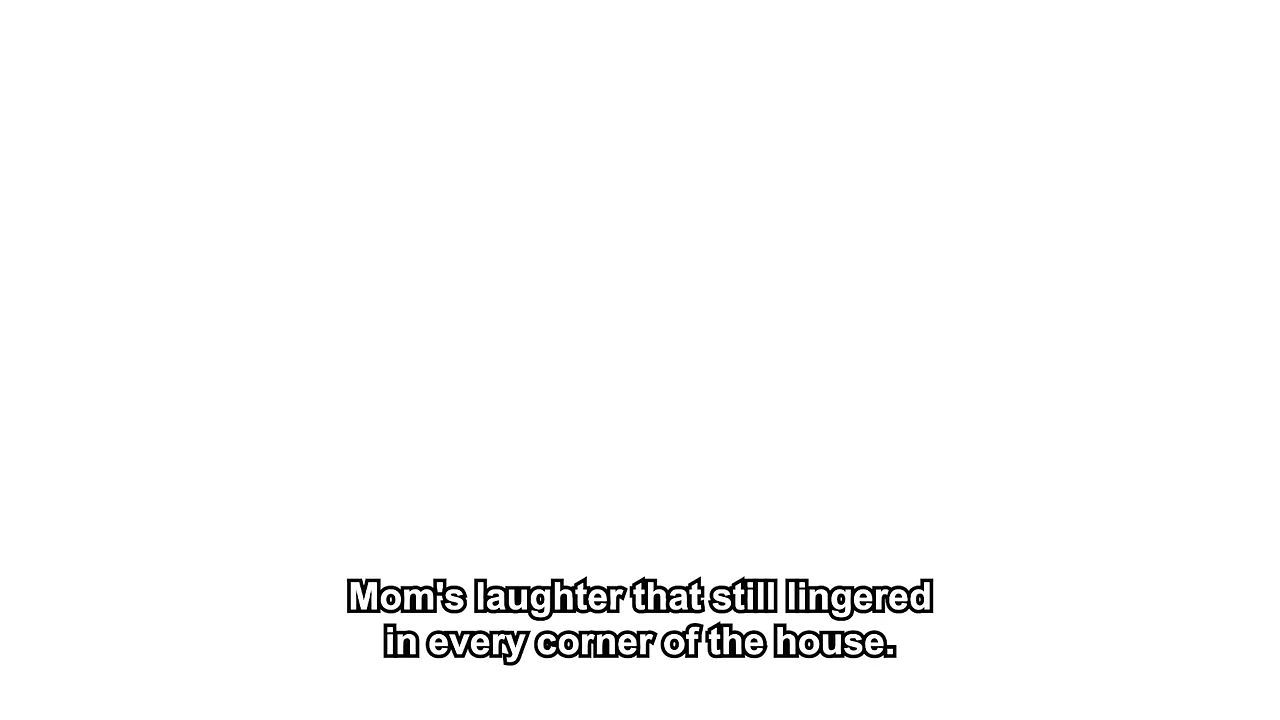 Mom's laughter that still lingered
in every corner of the house.